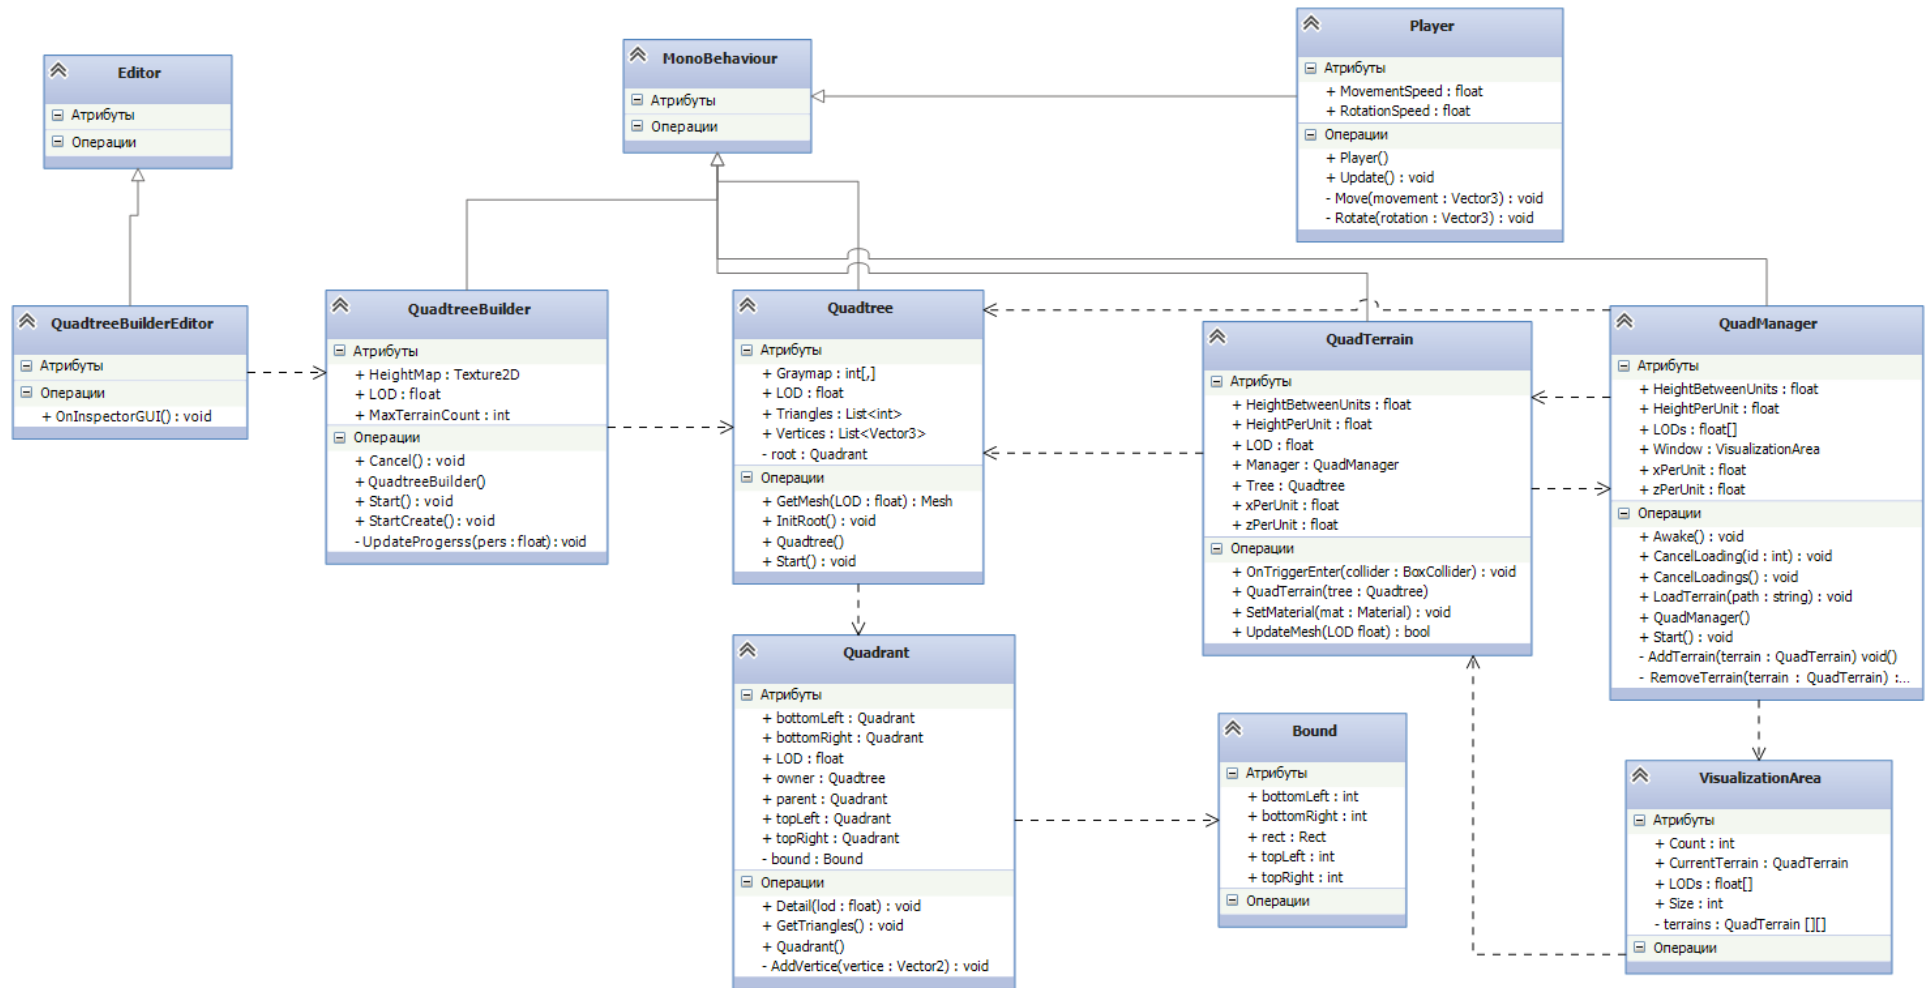 Editor
Атрибуты
Операции
MonoBehaviour
Атрибуты
Операции
Player
Атрибуты
+ MovementSpeed : float
+ RotationSpeed : float
Операции
+ Player()
+ Update() : void
- Move(movement : Vector3) : void
- Rotate(rotation : Vector3) : void
QuadtreeBuilderEditor
Атрибуты
Операции
+ OnInspectorGUI() : void
QuadtreeBuilder
Атрибуты
+ HeightMap : Texture2D
+ LOD : float
+ MaxTerrainCount : int
Операции
+ Cancel() : void
+ QuadtreeBuilder()
+ Start() : void
+ StartCreate() : void
- UpdateProgerss(pers : float) : void
Quadtree
Атрибуты
+ Graymap : int[,]
+ LOD : float
+ Triangles : List<int>
+ Vertices : List<Vector3>
- root : Quadrant
Операции
+ GetMesh(LOD : float) : Mesh
+ InitRoot() : void
+ Quadtree()
+ Start() : void
QuadTerrain
Атрибуты
+ HeightBetweenUnits : float
+ HeightPerUnit : float
+ LOD : float
+ Manager : QuadManager
+ Tree : Quadtree
+ xPerUnit : float
+ zPerUnit : float
Операции
+ OnTriggerEnter(collider : BoxCollider) : void
+ QuadTerrain(tree : Quadtree)
+ SetMaterial(mat : Material) : void
+ UpdateMesh(LOD float) : bool
QuadManager
Атрибуты
+ HeightBetweenUnits : float
+ HeightPerUnit : float
+ LODs : float[]
+ Window : VisualizationArea
+ xPerUnit : float
+ zPerUnit : float
Операции
+ Awake() : void
+ CancelLoading(id : int) : void
+ CancelLoadings() : void
+ LoadTerrain(path : string) : void
+ QuadManager()
+ Start() : void
- AddTerrain(terrain : QuadTerrain) void()
- RemoveTerrain(terrain : QuadTerrain) :...
Quadrant
Атрибуты
+ bottomLeft : Quadrant
+ bottomRight : Quadrant
+ LOD : float
+ owner : Quadtree
+ parent : Quadrant
+ topLeft : Quadrant
+ topRight : Quadrant
- bound : Bound
Операции
+ Detail(lod : float) : void
+ GetTriangles() : void
+ Quadrant()
- AddVertice(vertice : Vector2) : void
Bound
Атрибуты
+ bottomLeft : int
+ bottomRight : int
+ rect : Rect
+ topLeft : int
+ topRight : int
Операции
VisualizationArea
Атрибуты
+ Count : int
+ CurrentTerrain : QuadTerrain
+ LODs : float[]
+ Size : int
- terrains : QuadTerrain [][]
Операции